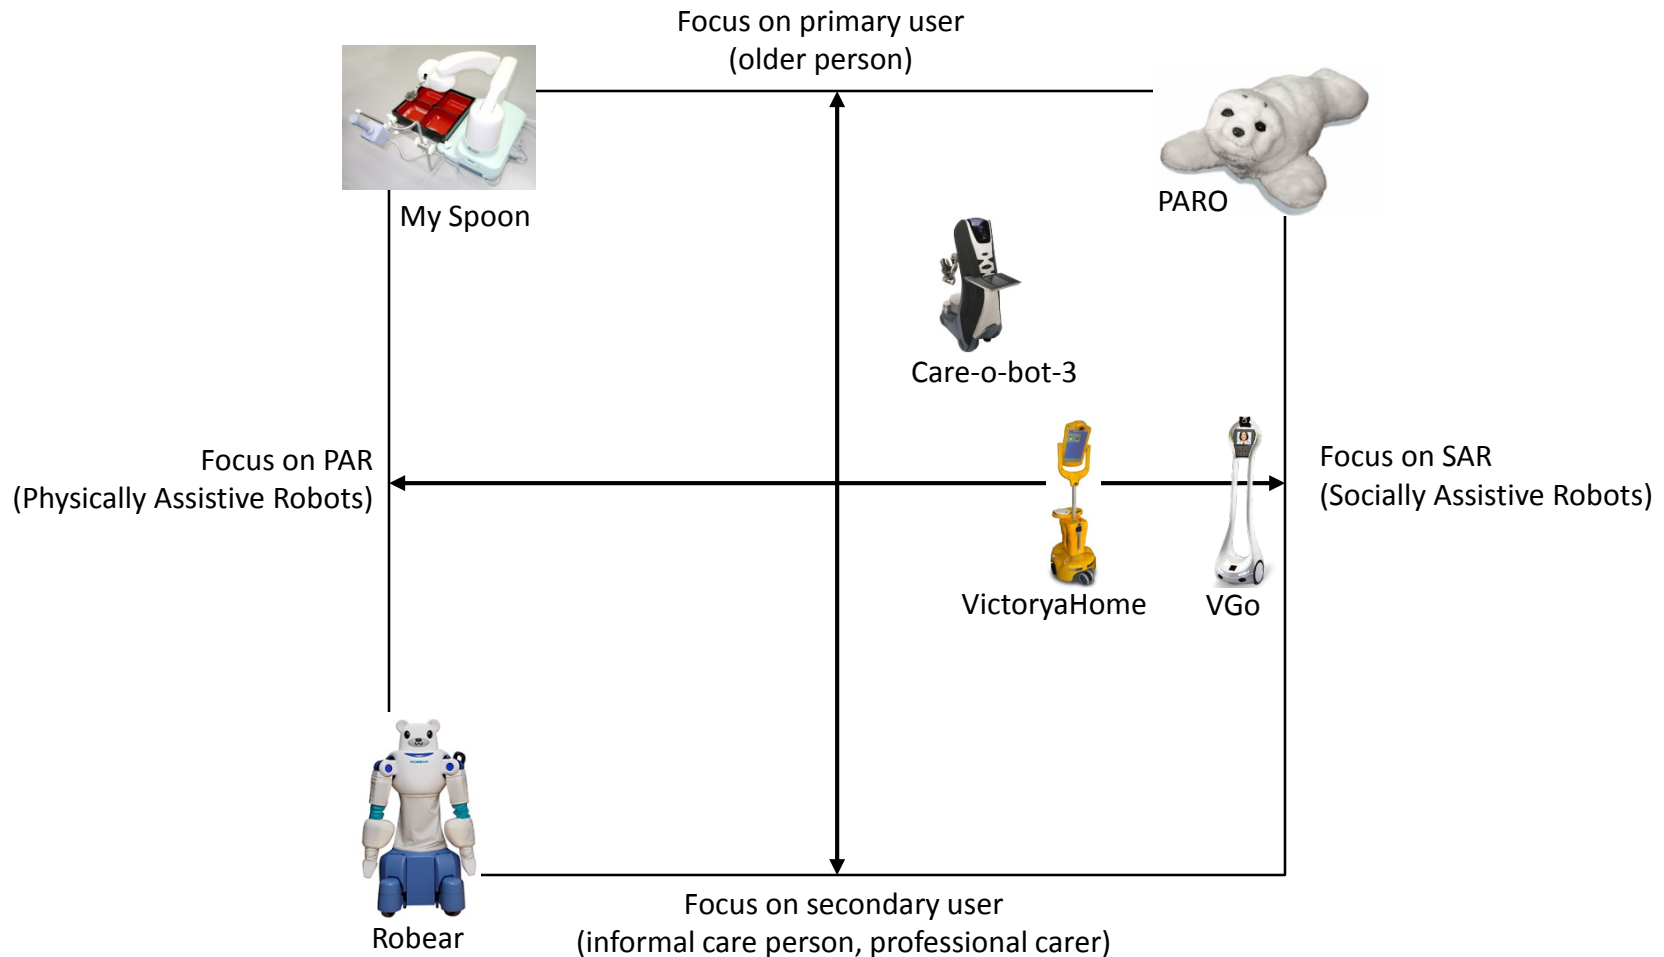 Focus on primary user
(older person)
My Spoon
PARO
Care-o-bot-3
Focus on PAR
(Physically Assistive Robots)
Focus on SAR
(Socially Assistive Robots)
VictoryaHome
VGo
ROBEAR
Robear
Focus on secondary user
(informal care person, professional carer)